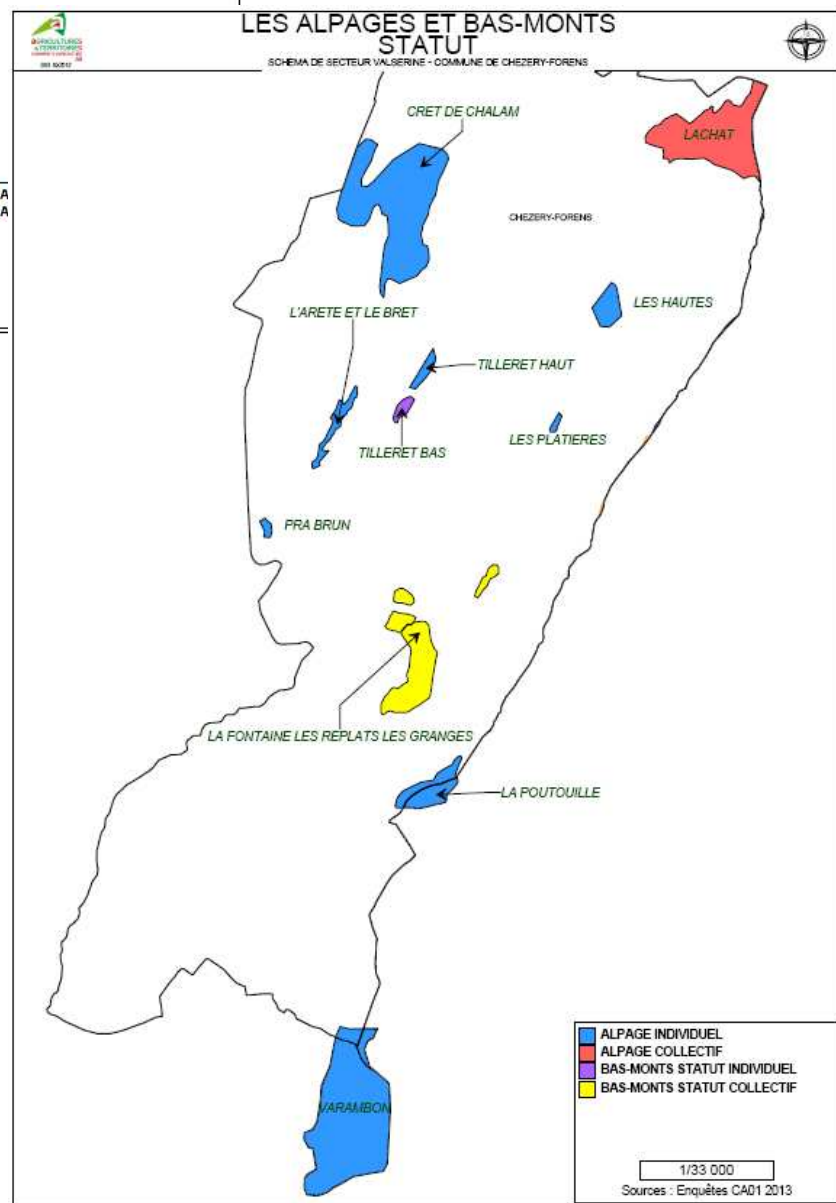 LES ALPAGES ET BAS-MONTS
STATUT
SCHEMA DE SECTEUR VALSERINE - COMMUNE DE CHEZERY-FORENS
AGRICULTURES
& TERRITOIRES
A
A
CRET DE CHALAM
LACHAT
CHEZERY-FORENS
LES HAUTES
L'ARETE ET LE BRET
TILLERET HAUT
TILLERET BAS
LES PLATIERES
PRA BRUN
LA FONTAINE LES REPLATS LES GRANGES
LA POUTOUILLE
VARAMBON
ALPAGE INDIVIDUEL
ALPAGE COLLECTIF
BAS-MONTS STATUT INDIVIDUEL
BAS-MONTS STATUT COLLECTIF
1/33 000
Sources : Enquêtes CA01 2013